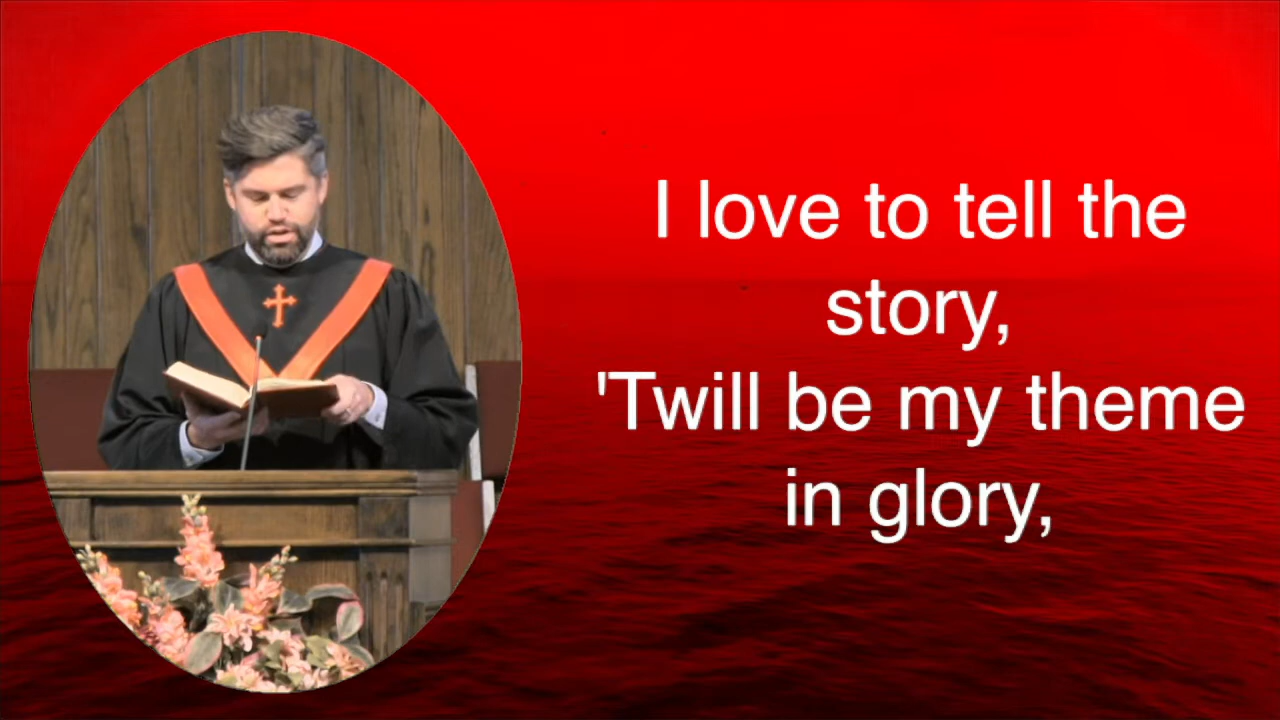 I love to tell the
story,
'Twill be my theme
in glory,